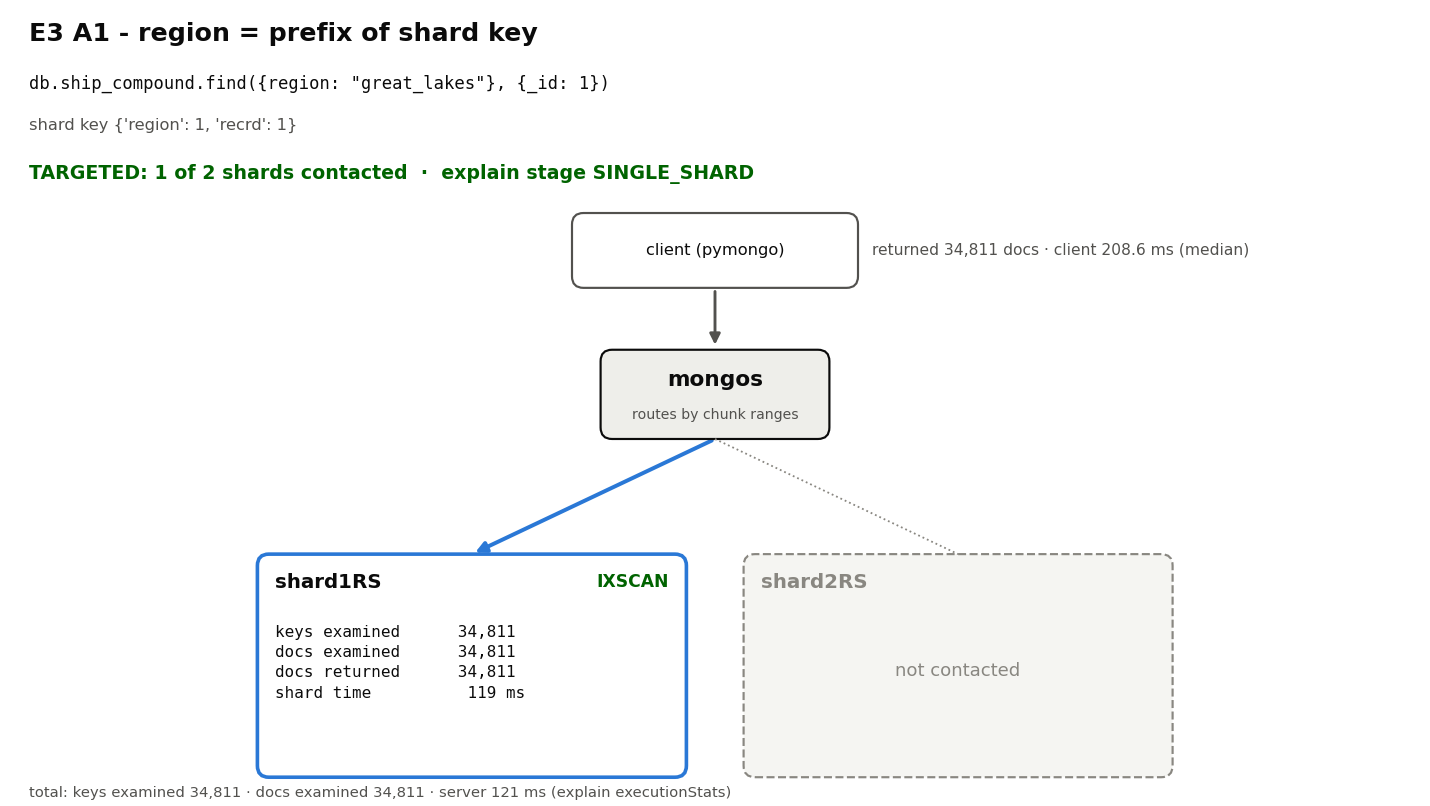 E3 A1 - region = prefix of shard key
db.ship_compound.find({region: "great_lakes"}, {_id: 1})
shard key {'region': 1, 'recrd': 1}
TARGETED: 1 of 2 shards contacted · explain stage SINGLE_SHARD
client (pymongo)
returned 34,811 docs · client 208.6 ms (median)
mongos
routes by chunk ranges
shard1RS IXSCAN
keys examined 34,811
docs examined 34,811
docs returned 34,811
shard time 119 ms
shard2RS
not contacted
total: keys examined 34,811 · docs examined 34,811 · server 121 ms (explain executionStats)